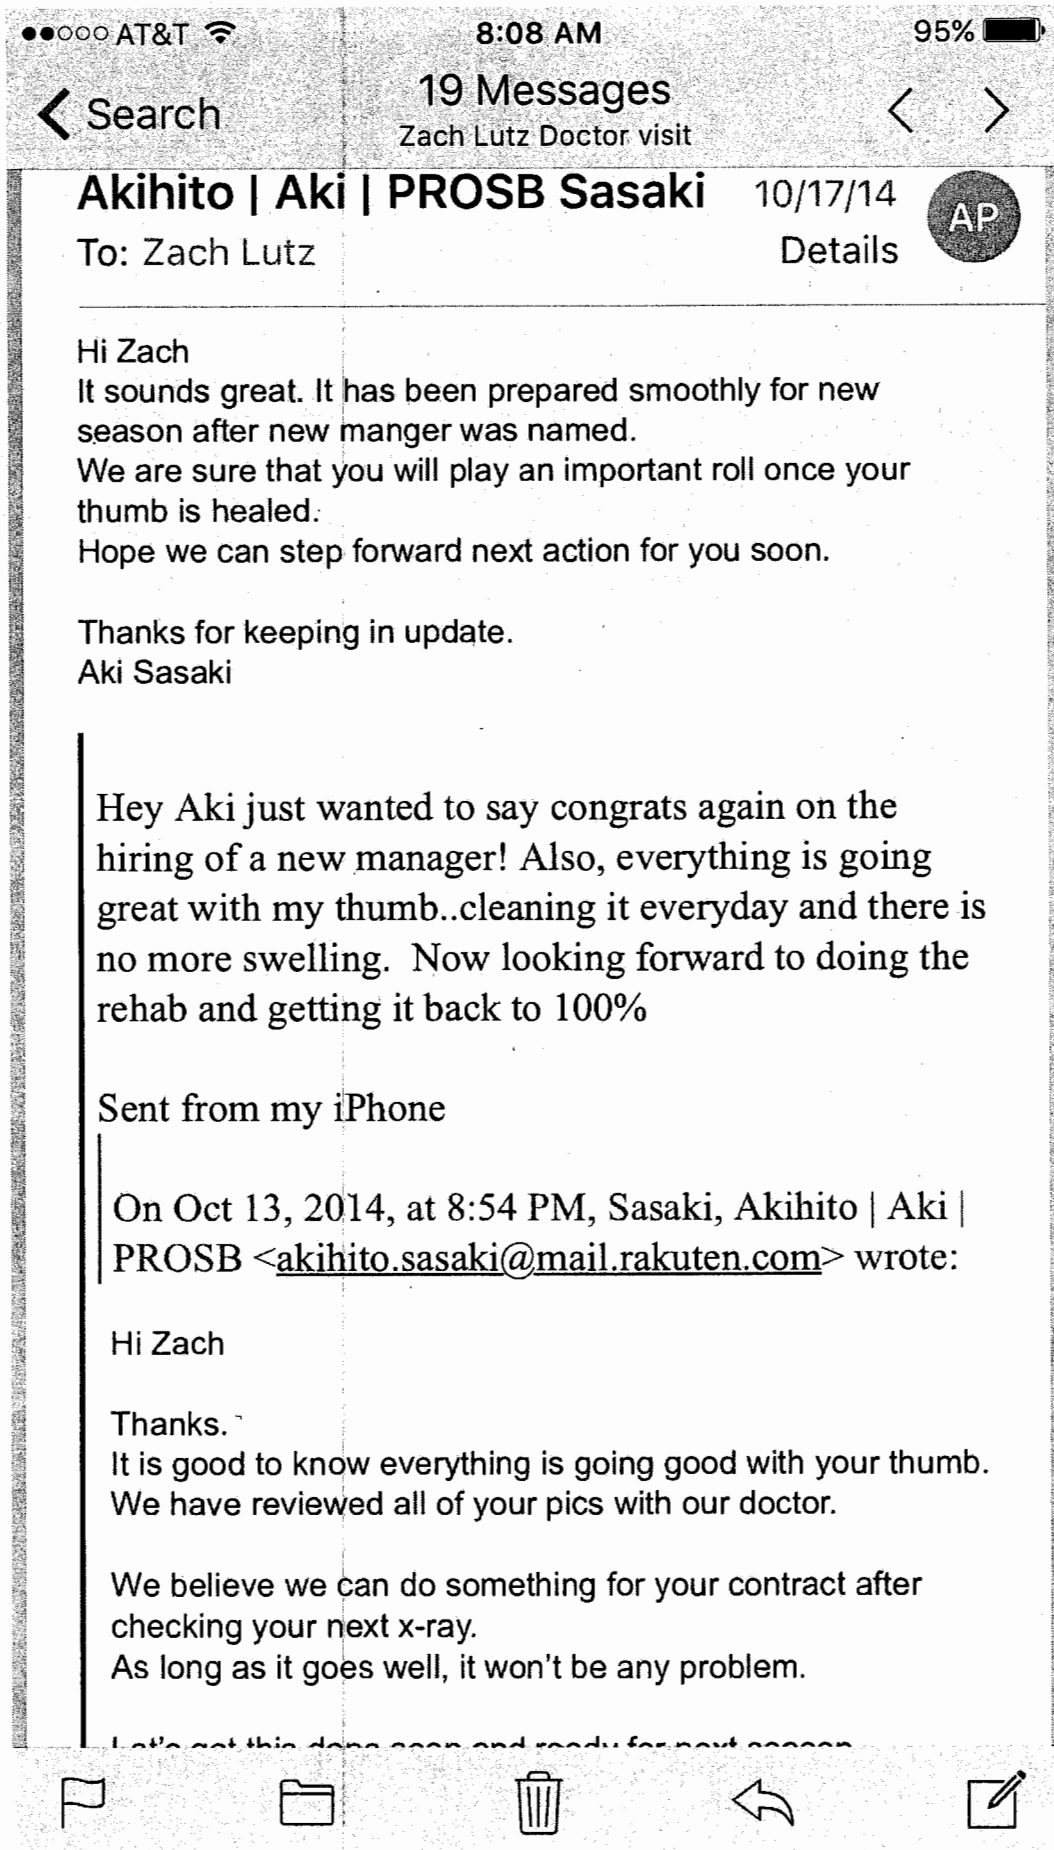 AT&T 8:08 AM 95%
Search 19 Messages
Zach Lutz Doctor visit
Akihito | Aki | PROSB Sasaki 10/17/14 AP
To: Zach Lutz Details
Hi Zach
It sounds great. It has been prepared smoothly for new
season after new manger was named.
We are sure that you will play an important roll once your
thumb is healed.
Hope we can step forward next action for you soon.
Thanks for keeping in update.
Aki Sasaki
Hey Aki just wanted to say congrats again on the
hiring of a new manager! Also, everything is going
great with my thumb..cleaning it everyday and there is
no more swelling. Now looking forward to doing the
rehab and getting it back to 100%
Sent from my iPhone
On Oct 13, 2014, at 8:54 PM, Sasaki, Akihito | Aki |
PROSB <akihito.sasaki@mail.rakuten.com> wrote:
Hi Zach
Thanks.
It is good to know everything is going good with your thumb.
We have reviewed all of your pics with our doctor.
We believe we can do something for your contract after
checking your next x-ray.
As long as it goes well, it won't be any problem.
Let's get this done soon and ready for next season